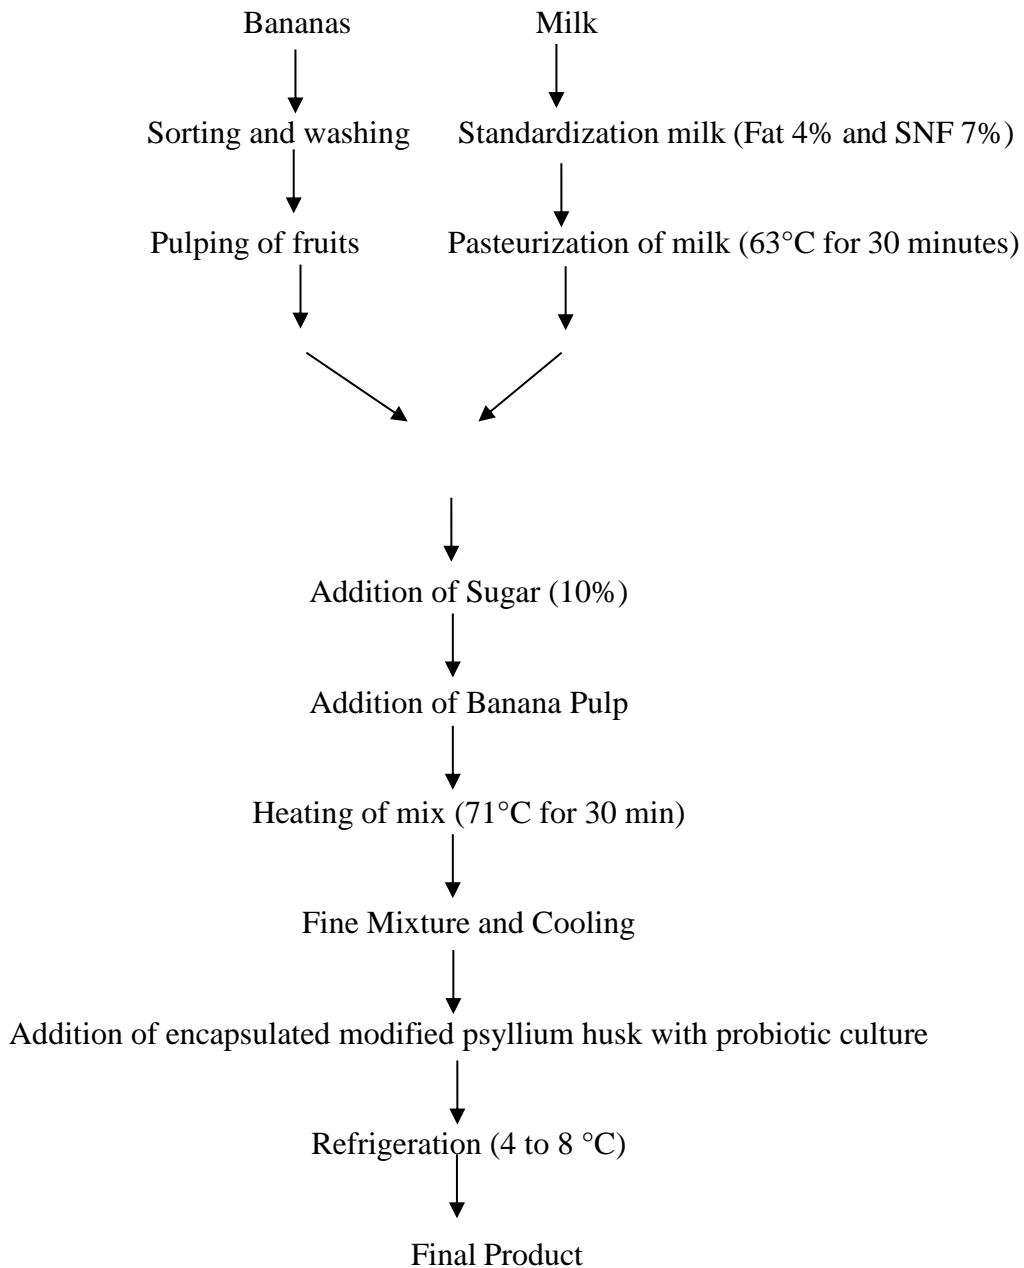 Bananas
Milk
Sorting and washing
Standardization milk (Fat 4% and SNF 7%)
Pulping of fruits
Pasteurization of milk (63°C for 30 minutes)
Addition of Sugar (10%)
Addition of Banana Pulp
Heating of mix (71°C for 30 min)
Fine Mixture and Cooling
Addition of encapsulated modified psyllium husk with probiotic culture
Refrigeration (4 to 8 °C)
Final Product